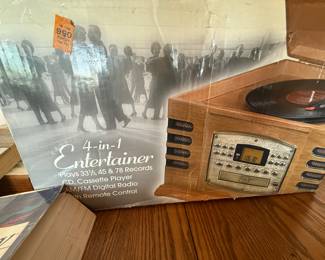 950
4-in-1
Entertainer
Plays 33⅓, 45 & 78 Records
CD, Cassette Player
AM/FM Digital Radio
Remote Control